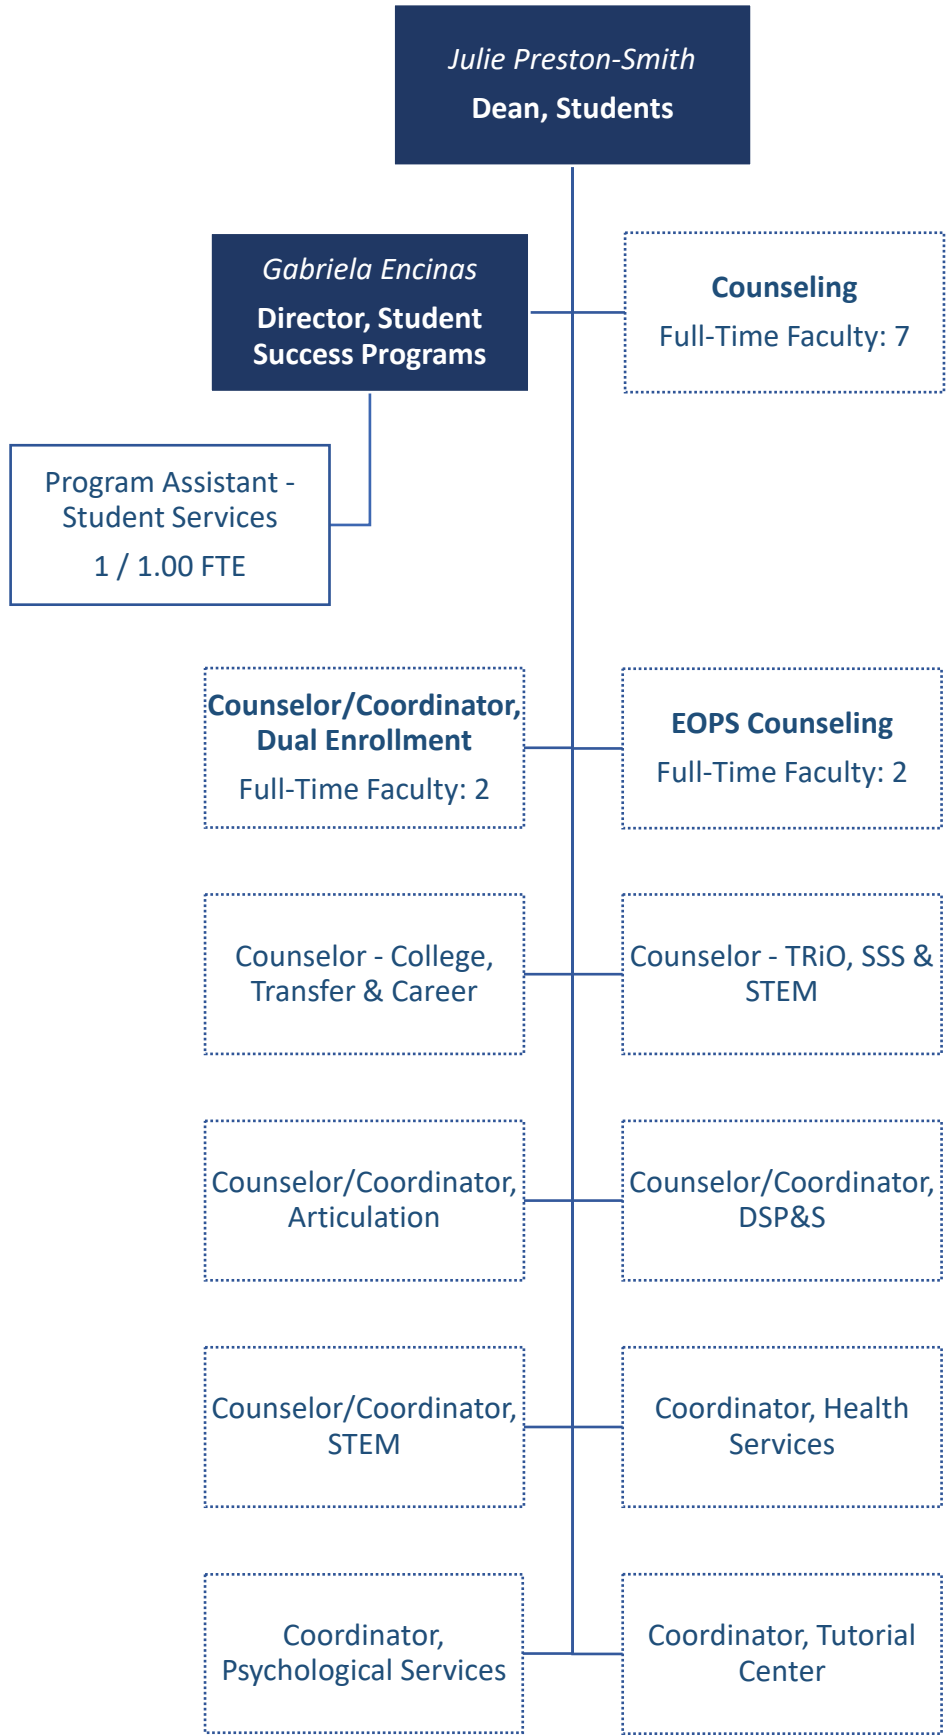 Julie Preston-Smith
Dean, Students
Gabriela Encinas
Director, Student
Success Programs
Counseling
Full-Time Faculty: 7
Program Assistant -
Student Services
1 / 1.00 FTE
Counselor/Coordinator,
Dual Enrollment
Full-Time Faculty: 2
EOPS Counseling
Full-Time Faculty: 2
Counselor - College,
Transfer & Career
Counselor - TRiO, SSS &
STEM
Counselor/Coordinator,
Articulation
Counselor/Coordinator,
DSP&S
Counselor/Coordinator,
STEM
Coordinator, Health
Services
Coordinator,
Psychological Services
Coordinator, Tutorial
Center